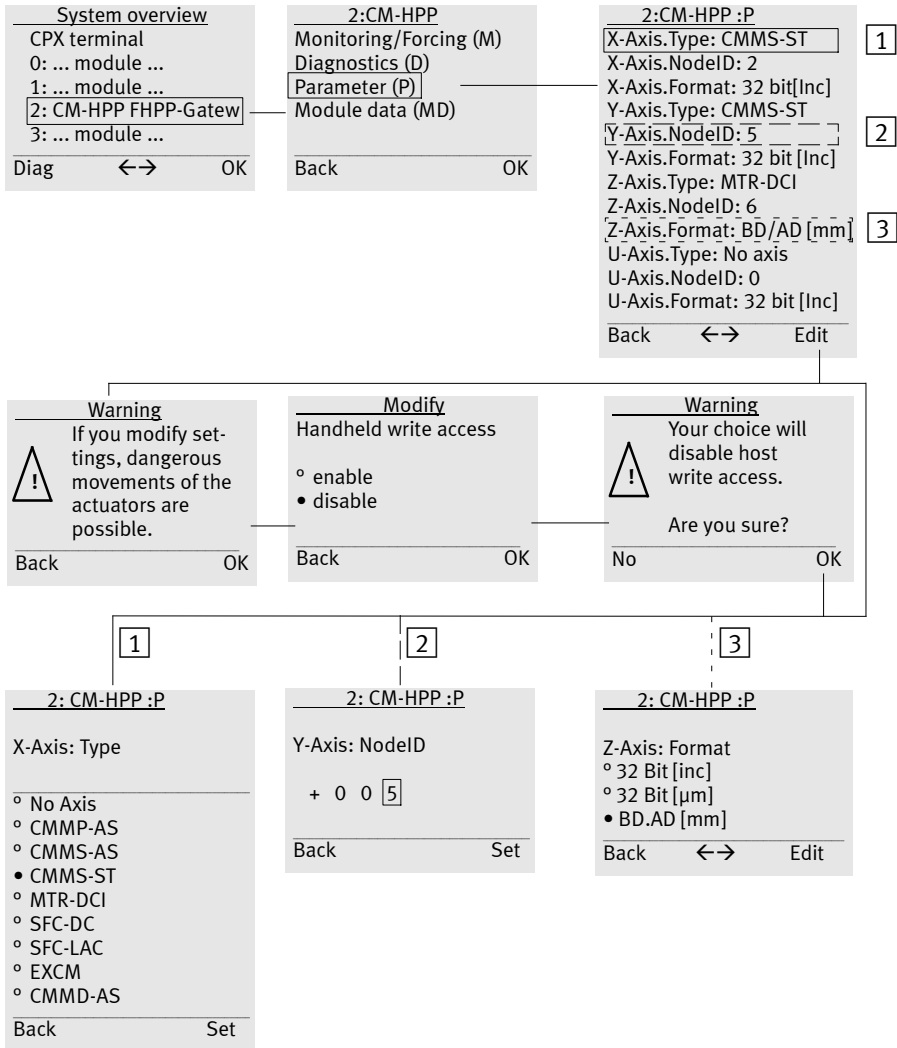 System overview
CPX terminal
0: ... module ...
1: ... module ...
2: CM-HPP FHPP-Gatew
3: ... module ...
Diag ←→ OK
2:CM-HPP
Monitoring/Forcing (M)
Diagnostics (D)
Parameter (P)
Module data (MD)
Back OK
2:CM-HPP :P
X-Axis.Type: CMMS-ST
X-Axis.NodeID: 2
X-Axis.Format: 32 bit[Inc]
Y-Axis.Type: CMMS-ST
Y-Axis.NodeID: 5
Y-Axis.Format: 32 bit [Inc]
Z-Axis.Type: MTR-DCI
Z-Axis.NodeID: 6
Z-Axis.Format: BD/AD [mm]
U-Axis.Type: No axis
U-Axis.NodeID: 0
U-Axis.Format: 32 bit [Inc]
Back ←→ Edit
1
2
3
Warning
If you modify set-
tings, dangerous
movements of the
actuators are
possible.
!
Back OK
Modify
Handheld write access
° enable
• disable
Back OK
Warning
Your choice will
disable host
write access.
!
Are you sure?
No OK
1
2
3
2: CM-HPP :P
X-Axis: Type
° No Axis
° CMMP-AS
° CMMS-AS
• CMMS-ST
° MTR-DCI
° SFC-DC
° SFC-LAC
° EXCM
° CMMD-AS
Back Set
2: CM-HPP :P
Y-Axis: NodeID
+ 0 0 5
Back Set
2: CM-HPP :P
Z-Axis: Format
° 32 Bit [inc]
° 32 Bit [µm]
• BD.AD [mm]
Back ←→ Edit